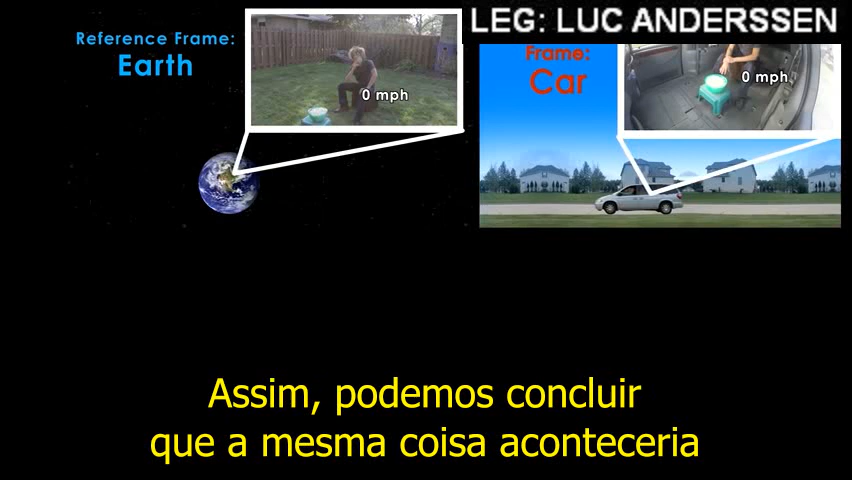 LEG: LUC ANDERSSEN
Reference Frame:
Earth
0 mph
Frame:
Car
0 mph
Assim, podemos concluir
que a mesma coisa aconteceria